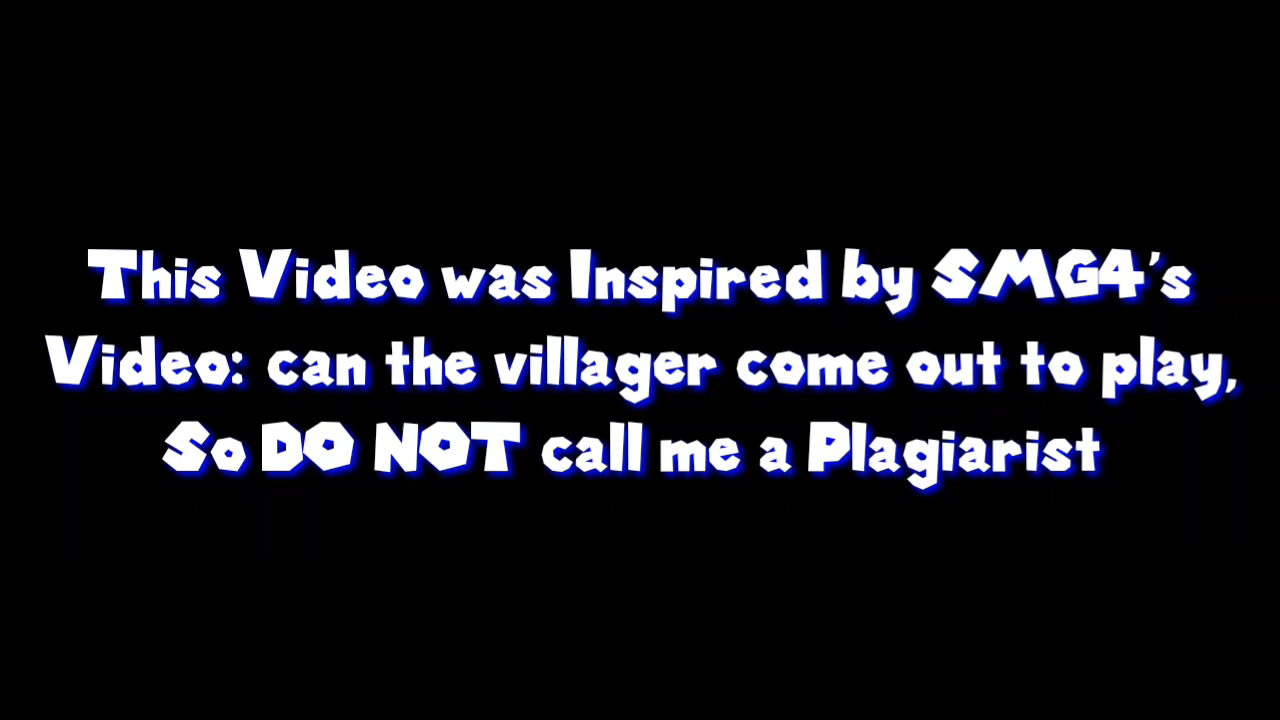 This Video was Inspired by SMG4's
Video: can the villager come out to play,
So DO NOT call me a Plagiarist